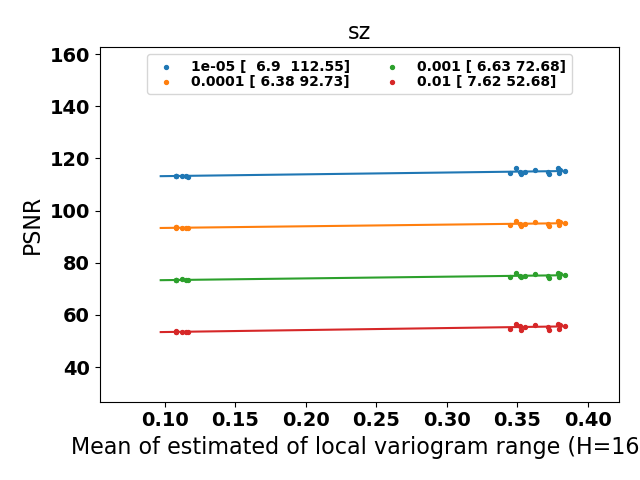 sz
1e-05 [  6.9  112.55]
0.0001 [ 6.38 92.73]
0.001 [ 6.63 72.68]
0.01 [ 7.62 52.68]
PSNR
160
140
120
100
80
60
40
0.10 0.15 0.20 0.25 0.30 0.35 0.40
Mean of estimated of local variogram range (H=16